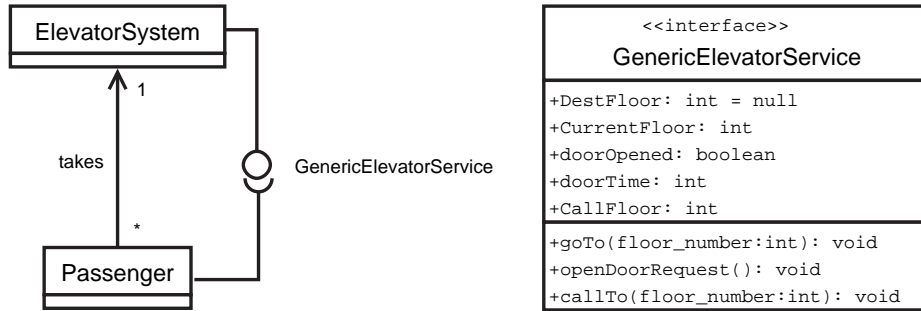 ElevatorSystem
1
takes
GenericElevatorService
*
Passenger
<<interface>>
GenericElevatorService
+DestFloor: int = null
+CurrentFloor: int
+doorOpened: boolean
+doorTime: int
+CallFloor: int
+goTo(floor_number:int): void
+openDoorRequest(): void
+callTo(floor_number:int): void